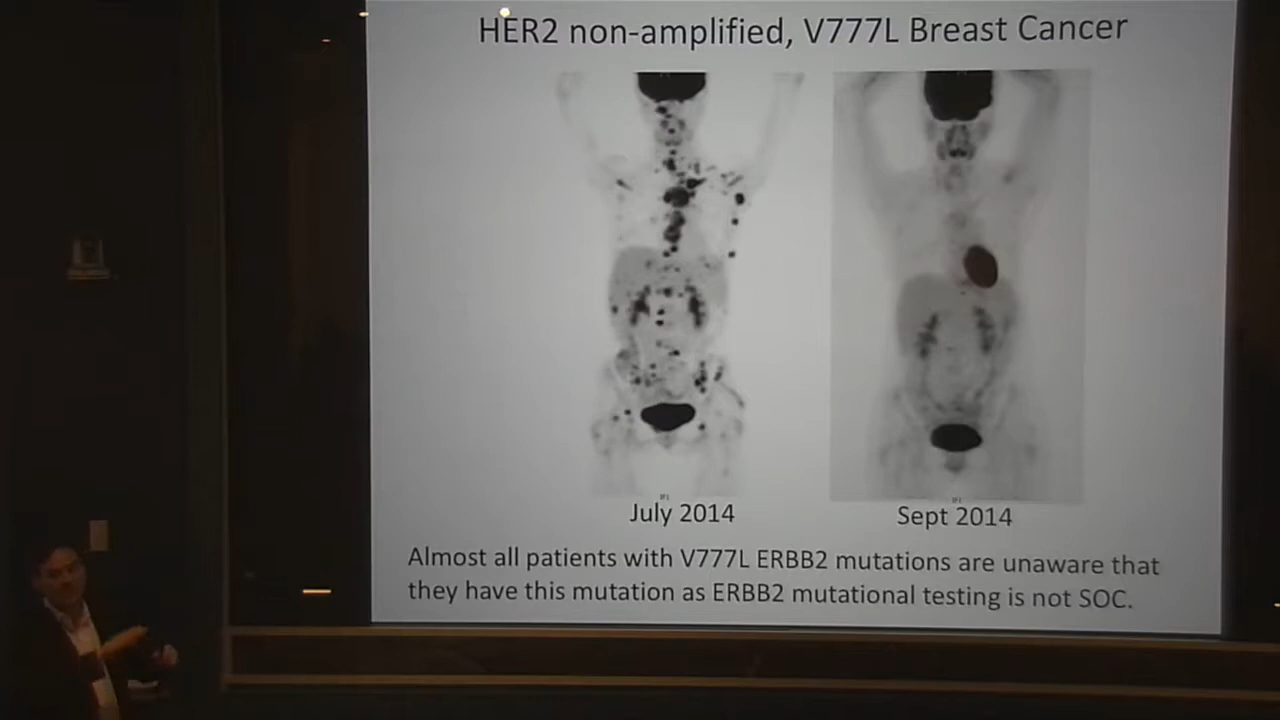 HER2 non-amplified, V777L Breast Cancer
July 2014
Sept 2014
Almost all patients with V777L ERBB2 mutations are unaware that
they have this mutation as ERBB2 mutational testing is not SOC.